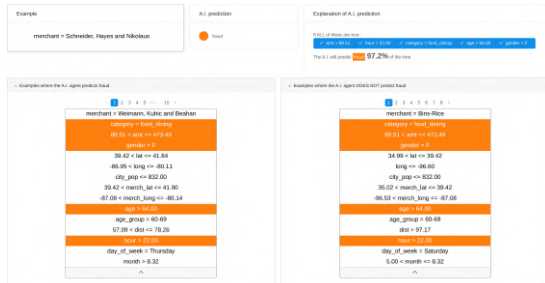 Example
A.I. prediction
Explanation of A.I. prediction
merchant = Schneider, Hayes and Nikolaus
fraud
If ALL of these are true:
✓ amt > 88.51 ✓ hour > 22.00 ✓ category = food_dining ✓ age > 64.00 ✓ gender = F
The A.I. will predict fraud 97.2% of the time
Examples where the A.I. agent predicts fraud
< 1 2 3 4 5 ··· 10 >
merchant = Weimann, Kuhic and Beahan
category = food_dining
88.51 < amt <= 473.49
gender = F
39.42 < lat <= 41.84
-86.95 < long <= -80.11
city_pop <= 832.00
39.42 < merch_lat <= 41.90
-87.08 < merch_long <= -80.14
age > 64.00
age_group = 60-69
57.09 < dist <= 78.26
hour > 22.00
day_of_week = Thursday
month > 8.32
Examples where the A.I. agent DOES NOT predict fraud
< 1 2 3 4 5 6 7 8 >
merchant = Bins-Rice
category = food_dining
88.51 < amt <= 473.49
gender = F
34.99 < lat <= 39.42
long <= -96.80
city_pop <= 832.00
35.02 < merch_lat <= 39.42
-96.53 < merch_long <= -87.08
age > 64.00
age_group = 60-69
dist > 97.17
hour > 22.00
day_of_week = Saturday
5.00 < month <= 8.32